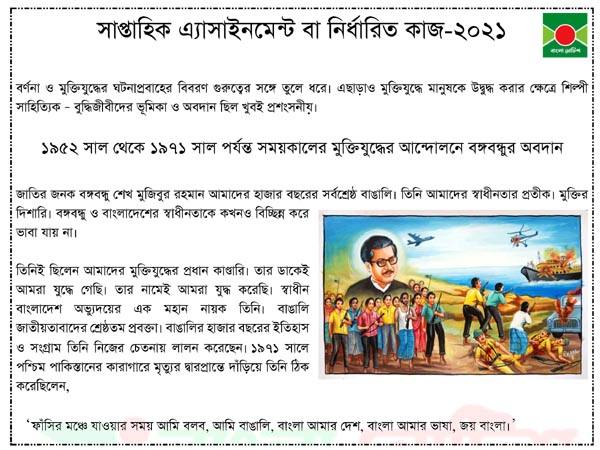 সাপ্তাহিক এ্যাসাইনমেন্ট বা নির্ধারিত কাজ-২০২১
বাংলা নোটিশ
বর্ণনা ও মুক্তিযুদ্ধের ঘটনাপ্রবাহের বিবরণ গুরুত্বের সঙ্গে তুলে ধরে। এছাড়াও মুক্তিযুদ্ধে মানুষকে উদ্বুদ্ধ করার ক্ষেত্রে শিল্পী
সাহিত্যিক - বুদ্ধিজীবীদের ভূমিকা ও অবদান ছিল খুবই প্রশংসনীয়।
১৯৫২ সাল থেকে ১৯৭১ সাল পর্যন্ত সময়কালের মুক্তিযুদ্ধের আন্দোলনে বঙ্গবন্ধুর অবদান
জাতির জনক বঙ্গবন্ধু শেখ মুজিবুর রহমান আমাদের হাজার বছরের সর্বশ্রেষ্ঠ বাঙালি। তিনি আমাদের স্বাধীনতার প্রতীক। মুক্তির
দিশারি। বঙ্গবন্ধু ও বাংলাদেশের স্বাধীনতাকে কখনও বিচ্ছিন্ন করে
ভাবা যায় না।
তিনিই ছিলেন আমাদের মুক্তিযুদ্ধের প্রধান কাণ্ডারি। তার ডাকেই
আমরা যুদ্ধে গেছি। তার নামেই আমরা যুদ্ধ করেছি। স্বাধীন
বাংলাদেশ অভ্যুদয়ের এক মহান নায়ক তিনি। বাঙালি
জাতীয়তাবাদের শ্রেষ্ঠতম প্রবক্তা। বাঙালির হাজার বছরের ইতিহাস
ও সংগ্রাম তিনি নিজের চেতনায় লালন করেছেন। ১৯৭১ সালে
পশ্চিম পাকিস্তানের কারাগারে মৃত্যুর দ্বারপ্রান্তে দাঁড়িয়ে তিনি ঠিক
করেছিলেন,
‘ফাঁসির মঞ্চে যাওয়ার সময় আমি বলব, আমি বাঙালি, বাংলা আমার দেশ, বাংলা আমার ভাষা, জয় বাংলা।’